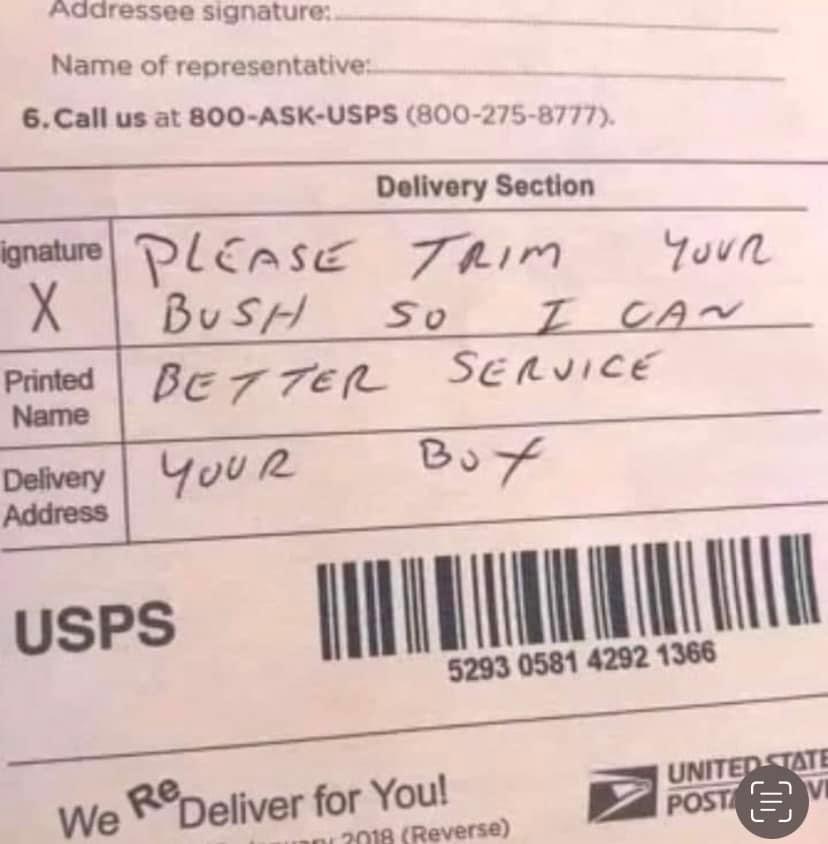 Addressee signature:
Name of representative:
6. Call us at 800-ASK-USPS (800-275-8777).
Delivery Section
ignature
X
PLEASE TRIM YOUR
BUSH SO I CAN
Printed
Name
BETTER SERVICE
Delivery
Address
YOUR BOX
USPS
5293 0581 4292 1366
We ReDeliver for You!
2018 (Reverse)
UNITED STATE
POSTA